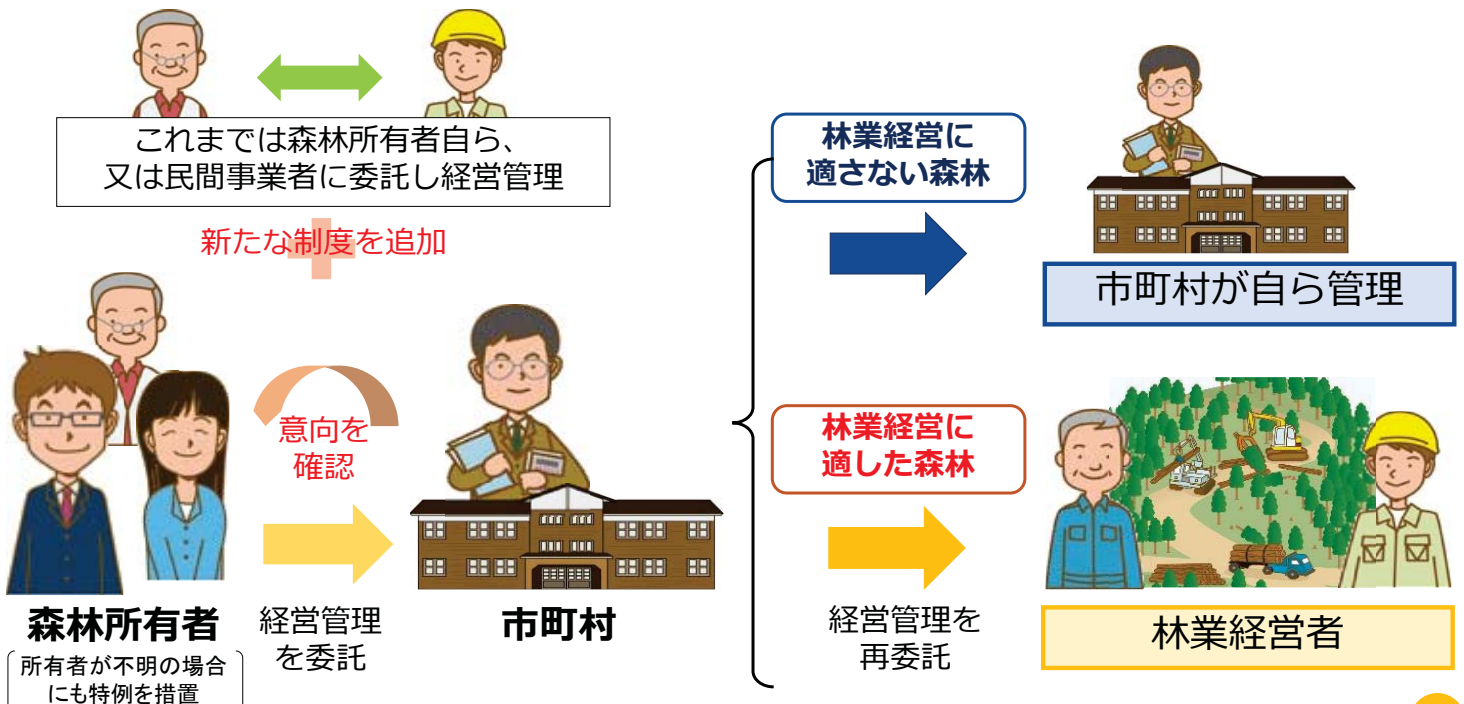 これまでは森林所有者自ら、
又は民間事業者に委託し経営管理
新たな制度を追加
意向を
確認
森林所有者
所有者が不明の場合
にも特例を措置
経営管理
を委託
市町村
林業経営に
適さない森林
市町村が自ら管理
林業経営に
適した森林
経営管理を
再委託
林業経営者